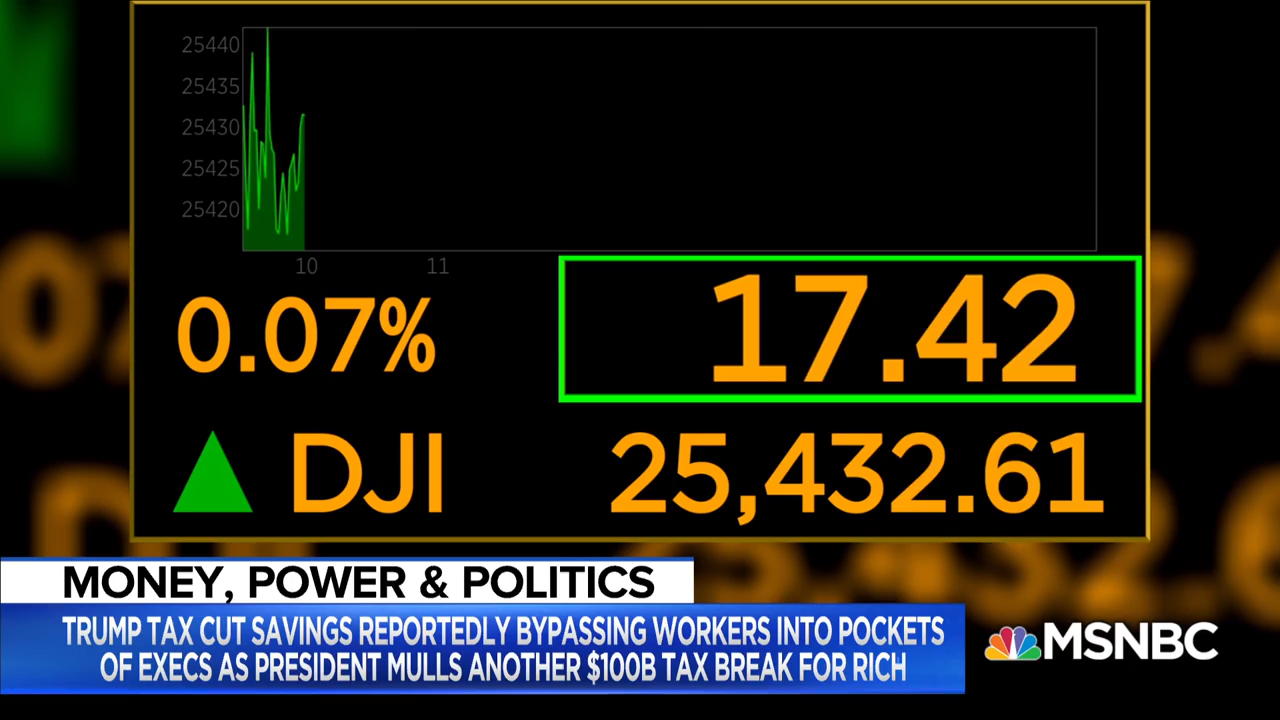 25440
25435
25430
25425
25420
10 11
0.07% 17.42
DJI 25,432.61
MONEY, POWER & POLITICS
TRUMP TAX CUT SAVINGS REPORTEDLY BYPASSING WORKERS INTO POCKETS
OF EXECS AS PRESIDENT MULLS ANOTHER $100B TAX BREAK FOR RICH
MSNBC